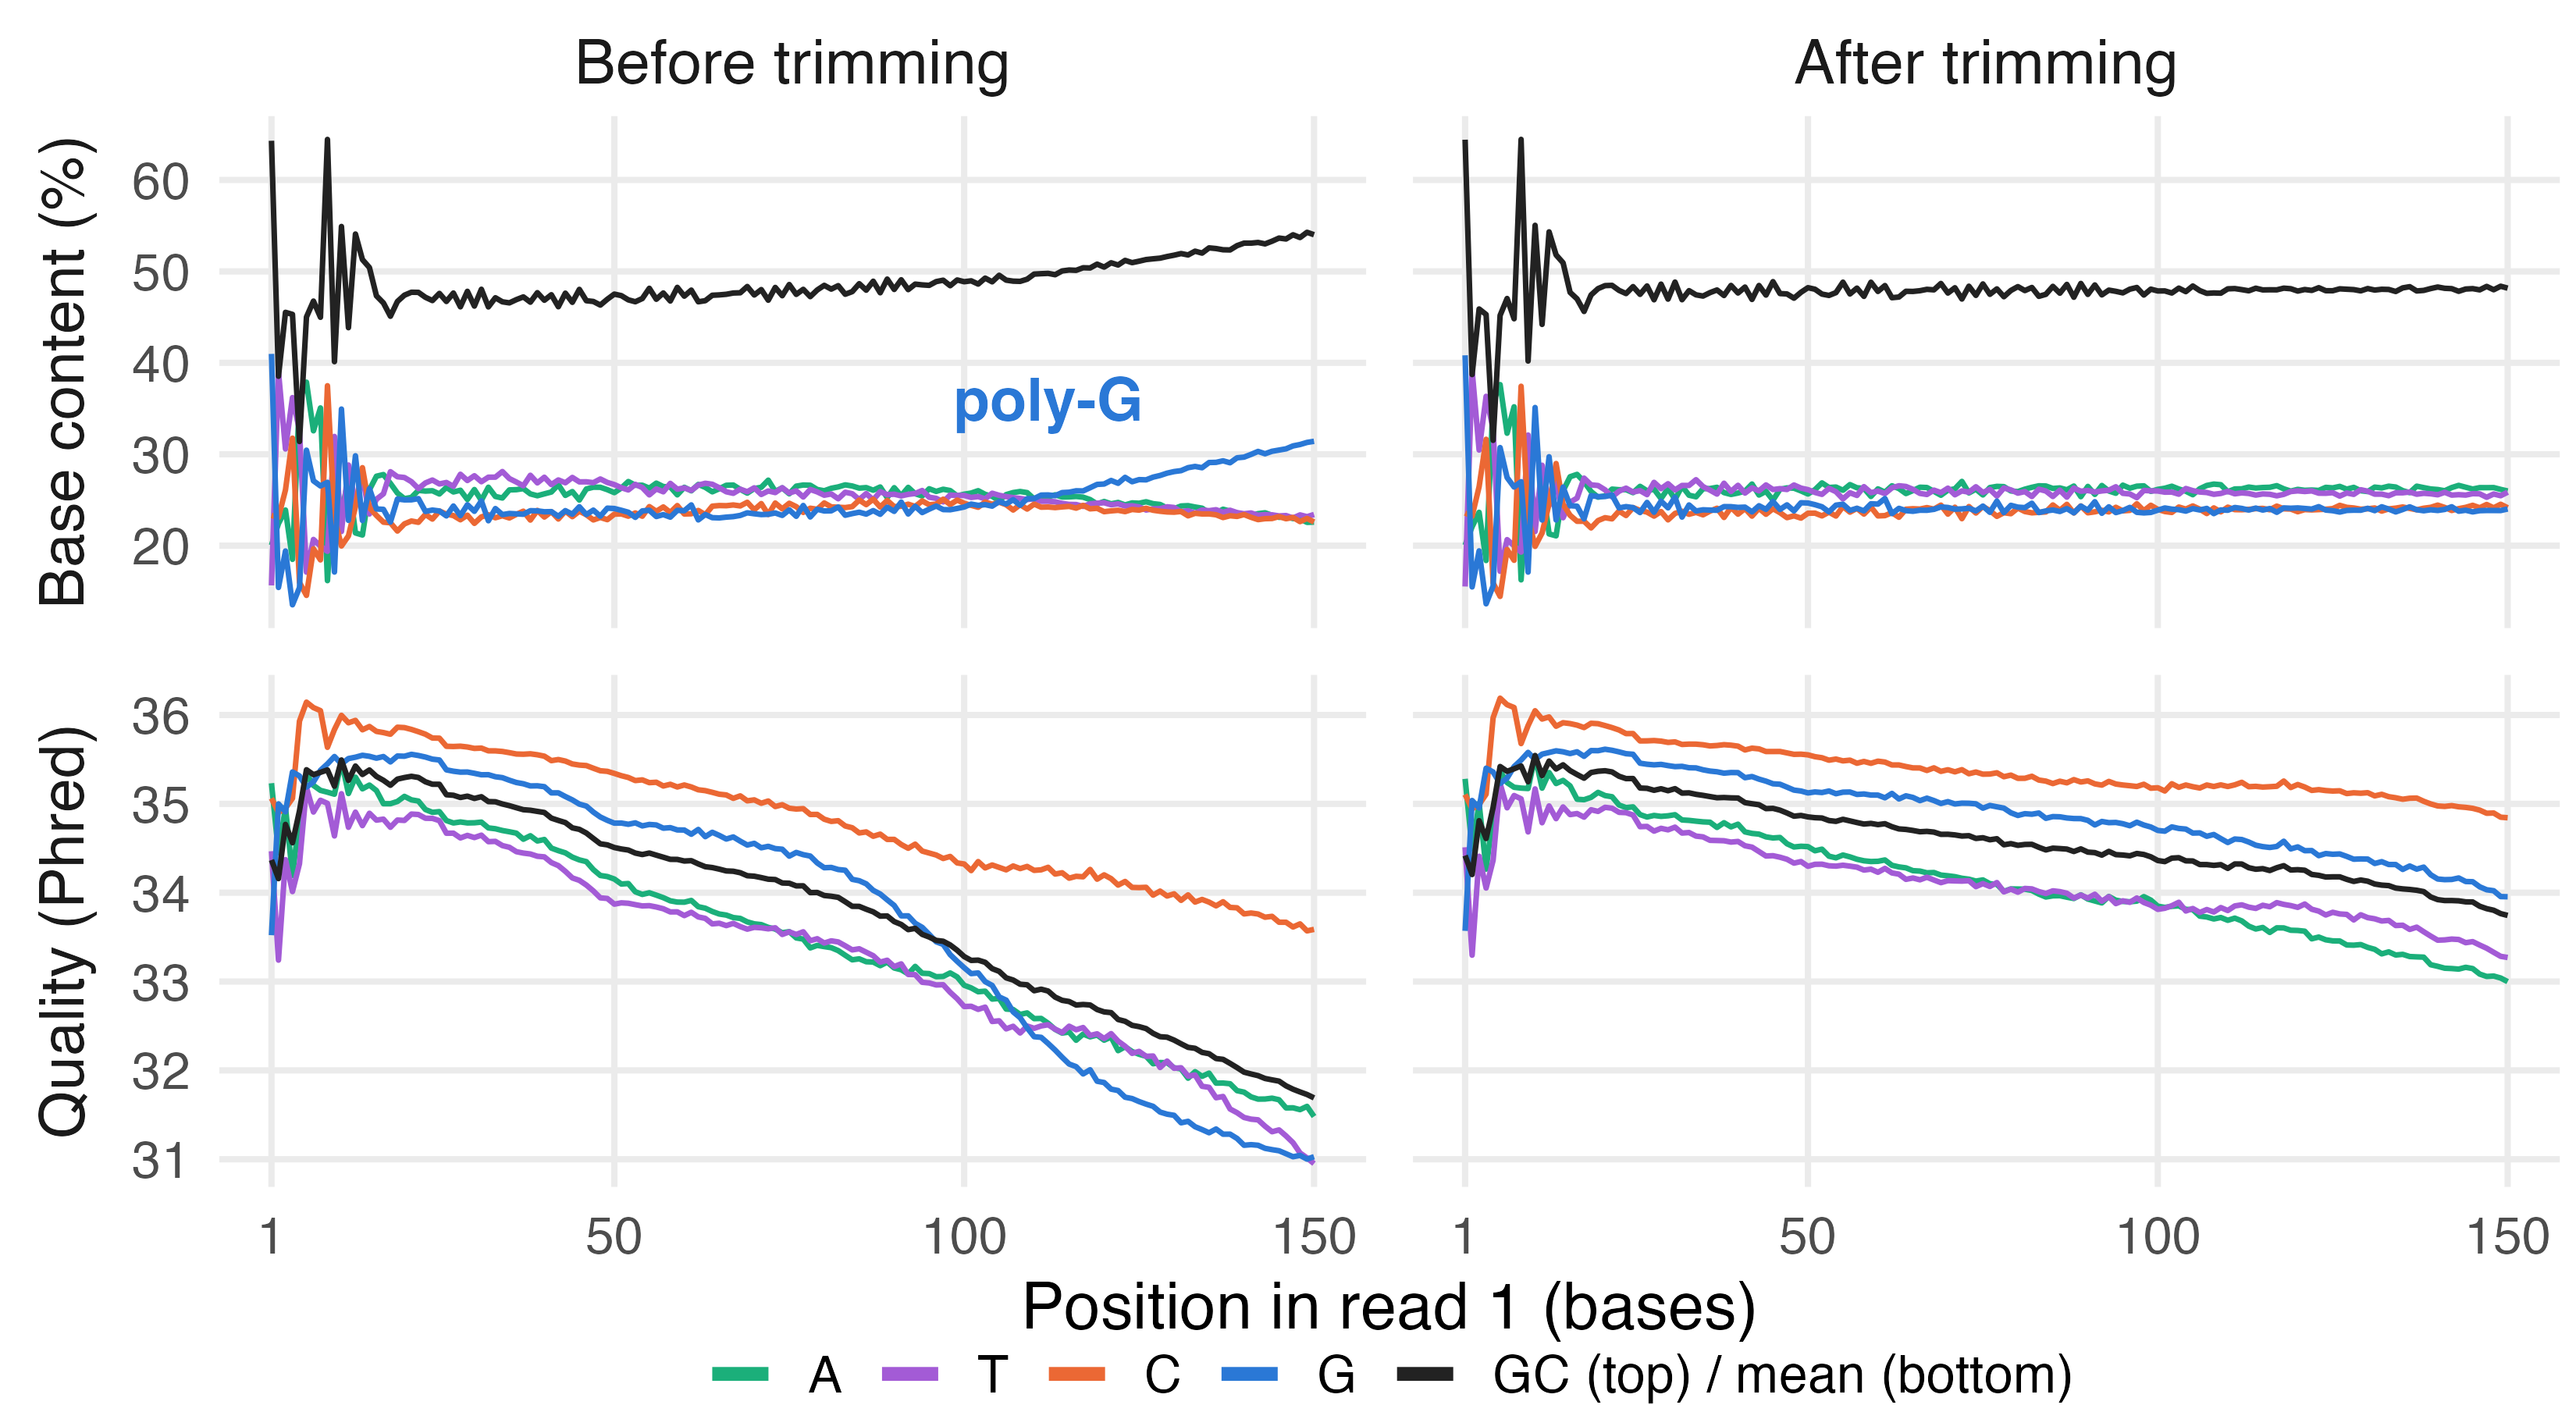 Before trimming
After trimming
Base content (%)
60
50
40
30
20
poly-G
Quality (Phred)
36
35
34
33
32
31
1 50 100 150
1 50 100 150
Position in read 1 (bases)
A T C G GC (top) / mean (bottom)